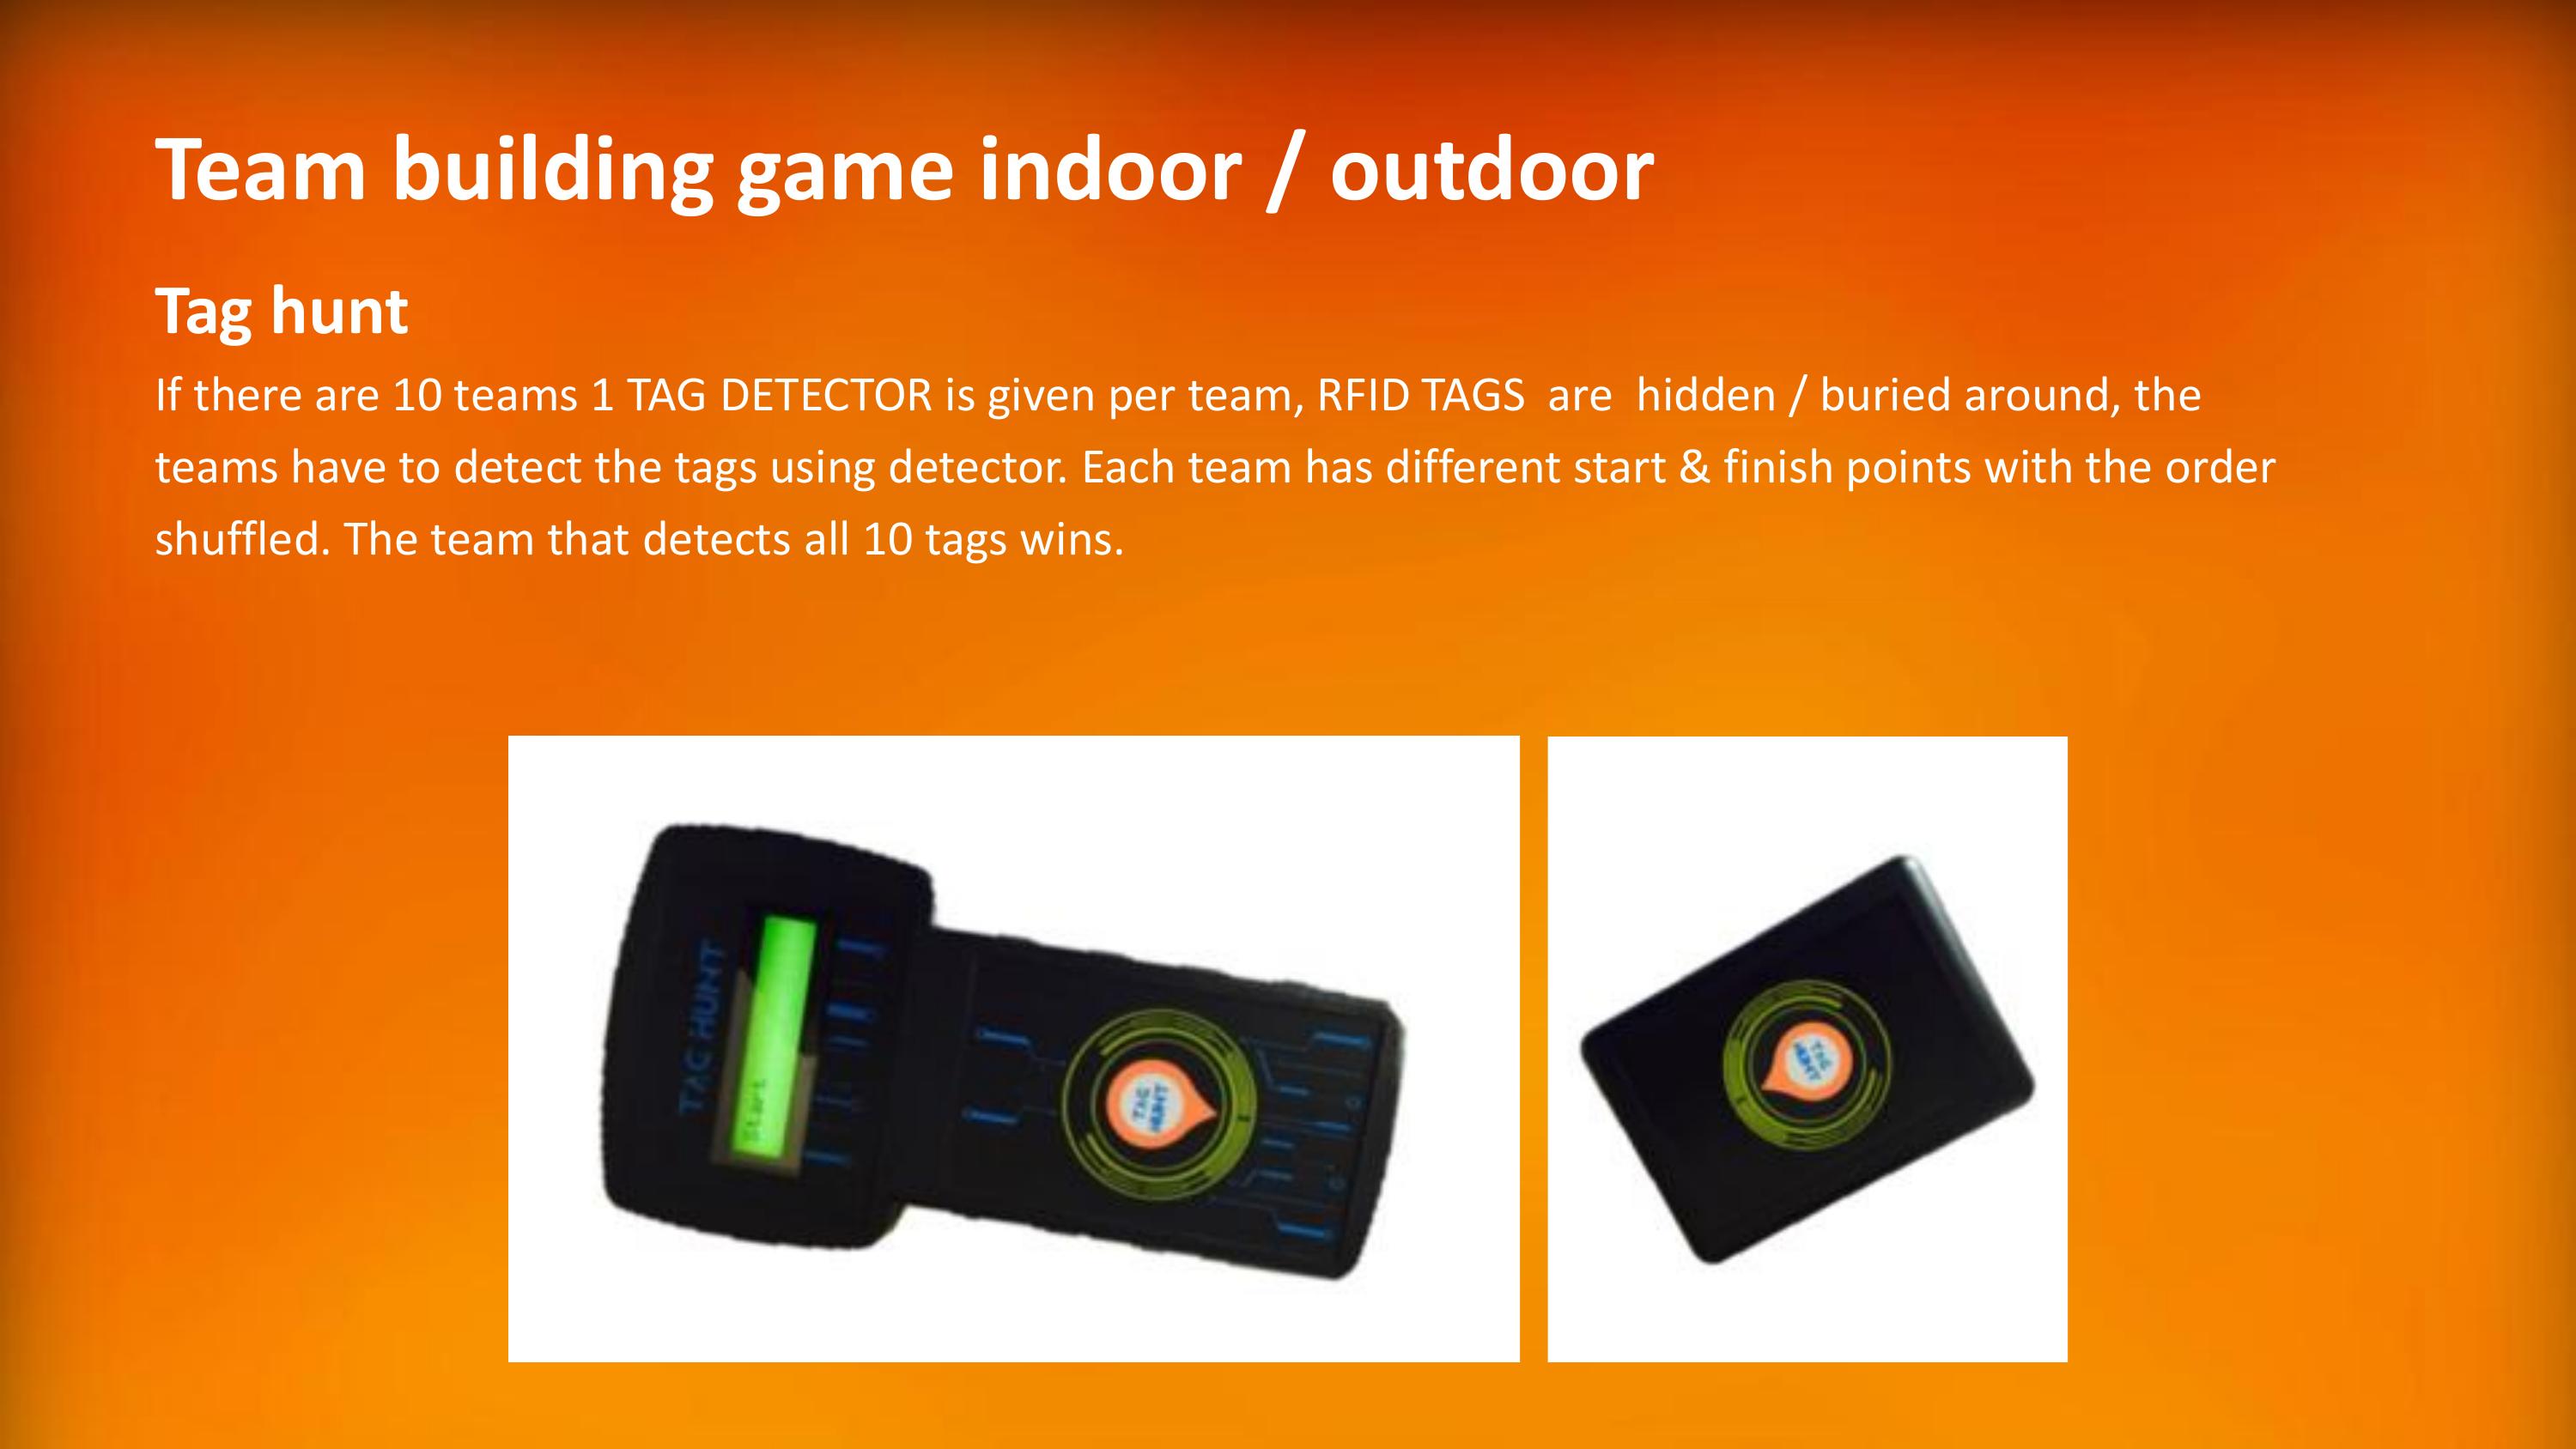 Team building game indoor / outdoor
Tag hunt
If there are 10 teams 1 TAG DETECTOR is given per team, RFID TAGS  are  hidden / buried around, the
teams have to detect the tags using detector. Each team has different start & finish points with the order
shuffled. The team that detects all 10 tags wins.
TAG HUNT
Start
TAG
HUNT
TAG
HUNT